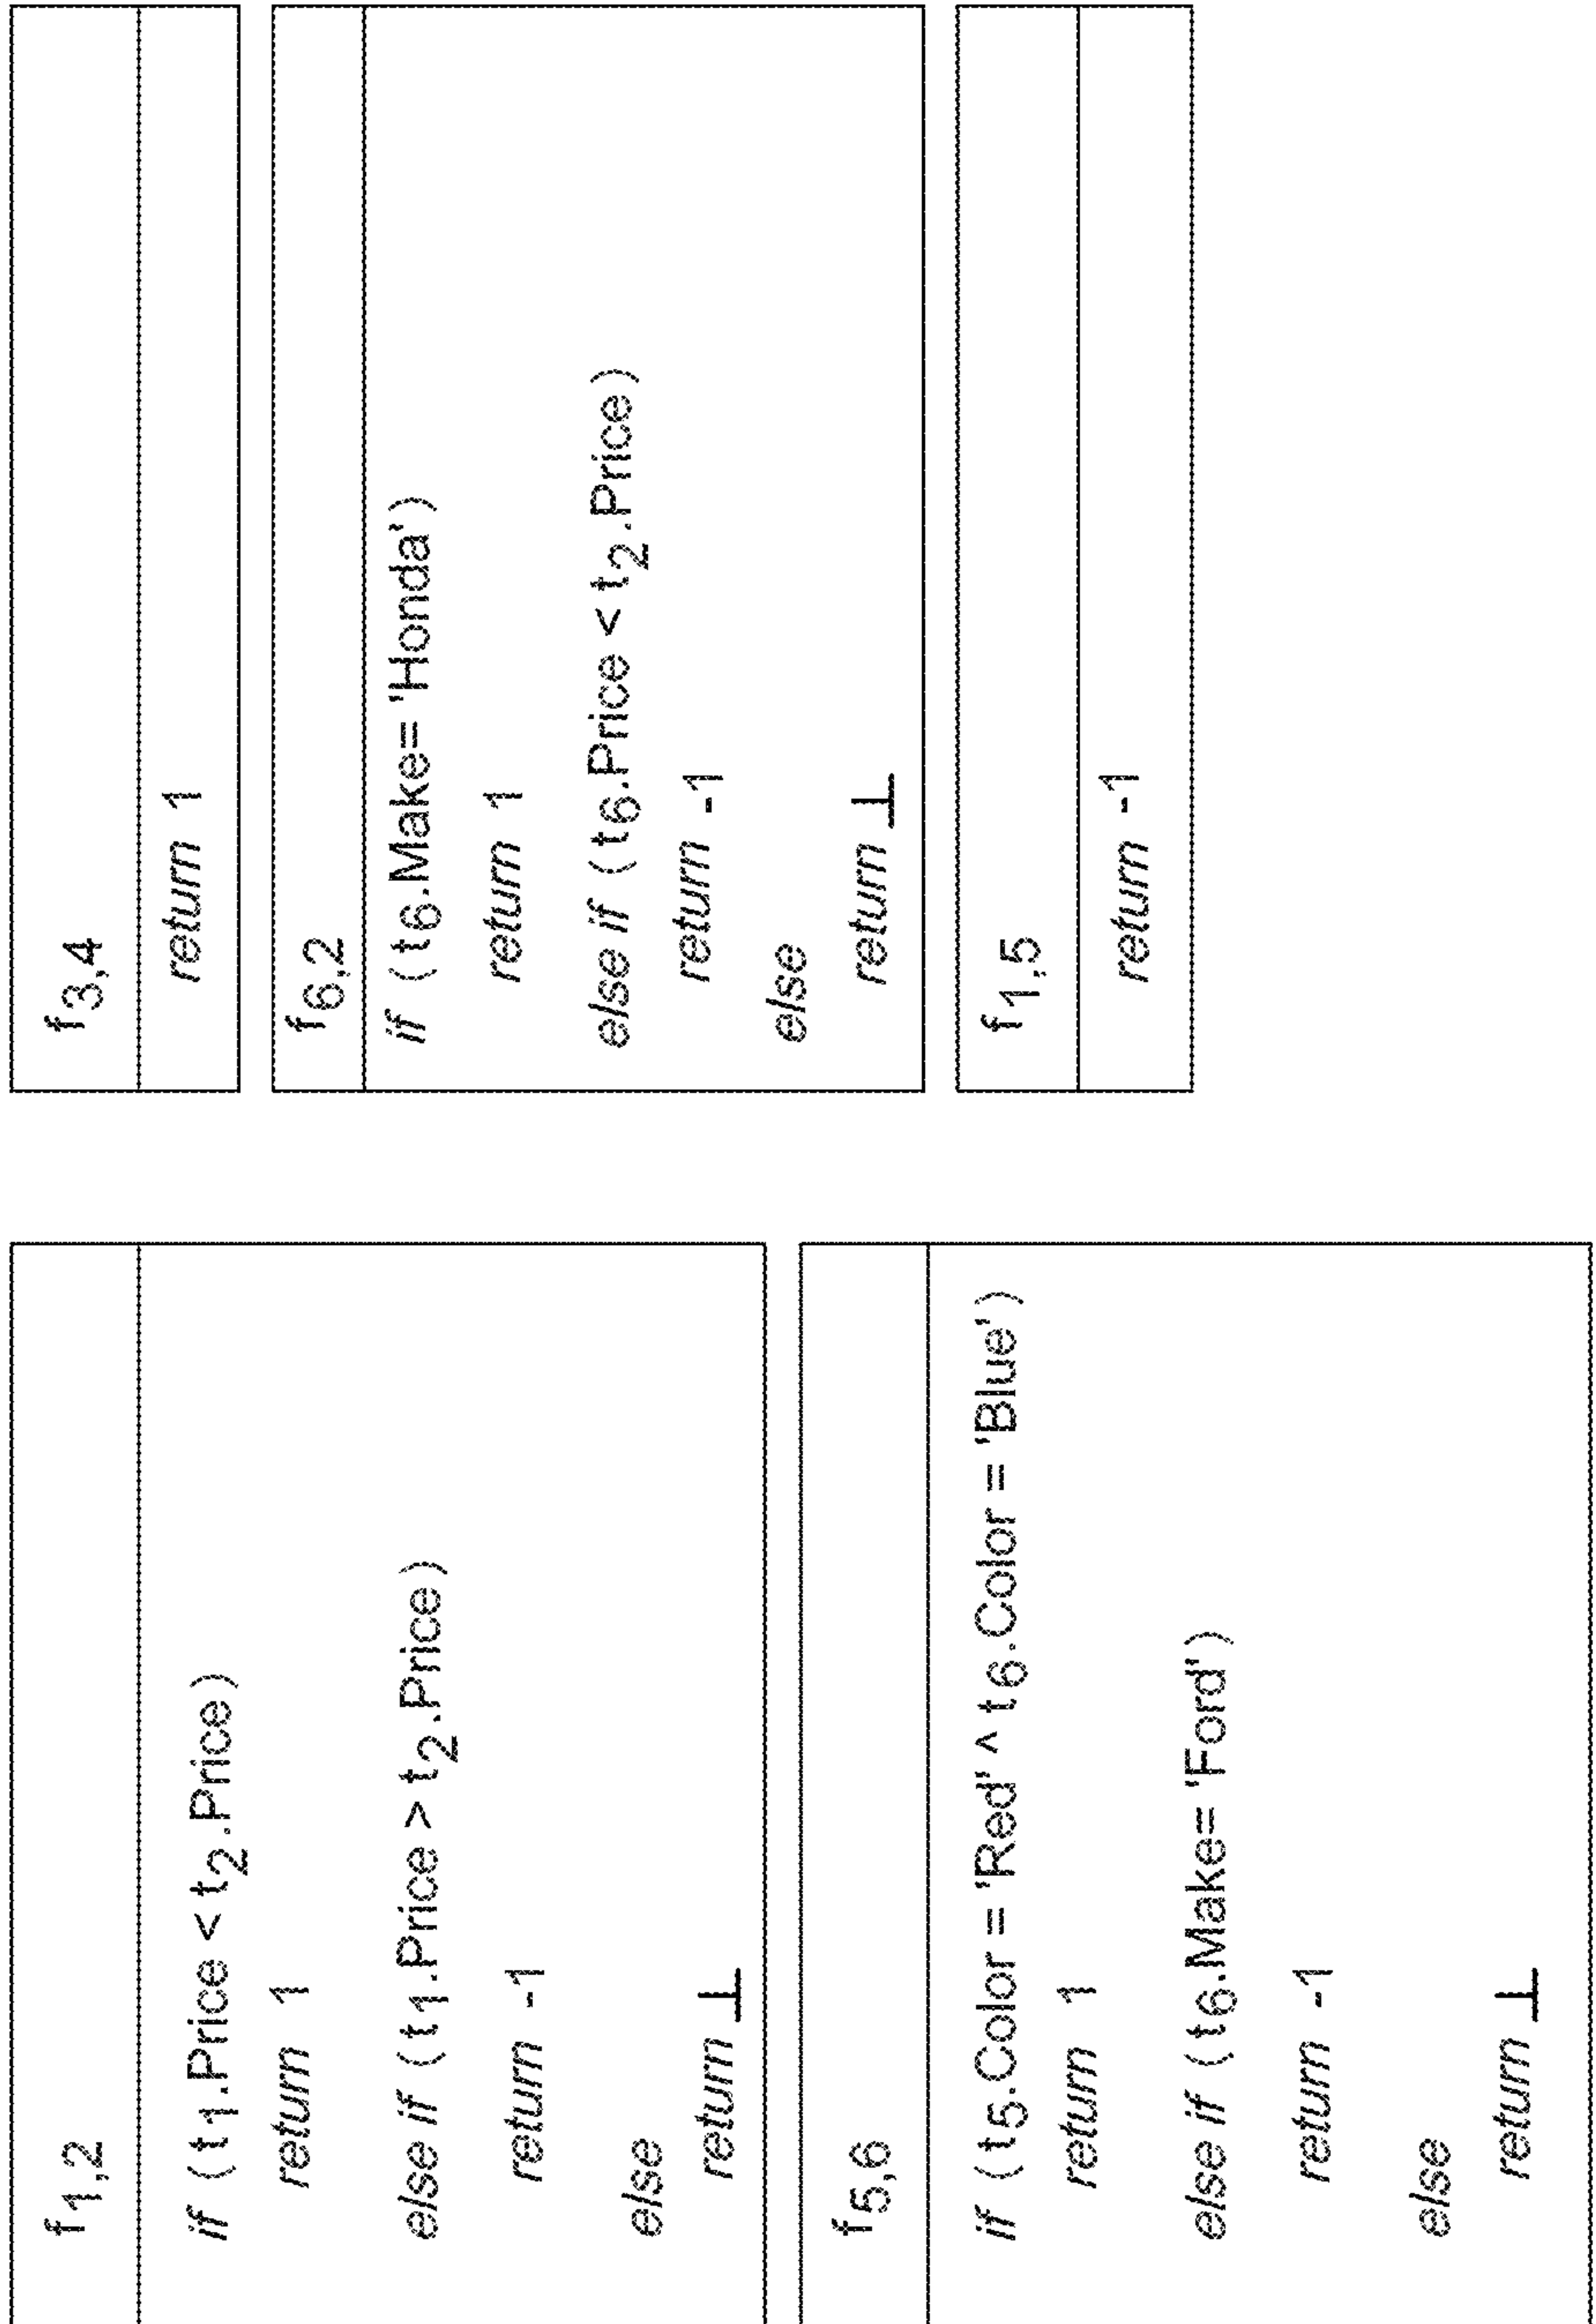 f1,2
if (t1.Price < t2.Price)
return 1
else if (t1.Price > t2.Price)
return -1
else
return ⊥
f5,6
if (t5.Color = 'Red' ^ t6.Color = 'Blue')
return 1
else if (t6.Make= 'Ford')
return -1
else
return ⊥
f3,4
return 1
f6,2
if (t6.Make= 'Honda')
return 1
else if (t6.Price < t2.Price)
return -1
else
return ⊥
f1,5
return -1